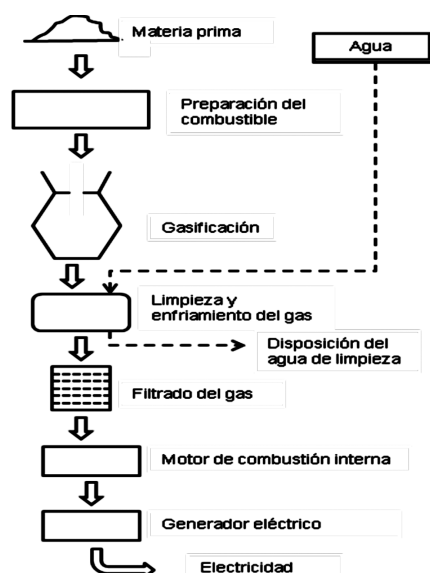 Materia prima
Agua
Preparación del
combustible
Gasificación
Limpieza y
enfriamiento del gas
Disposición del
agua de limpieza
Filtrado del gas
Motor de combustión interna
Generador eléctrico
Electricidad